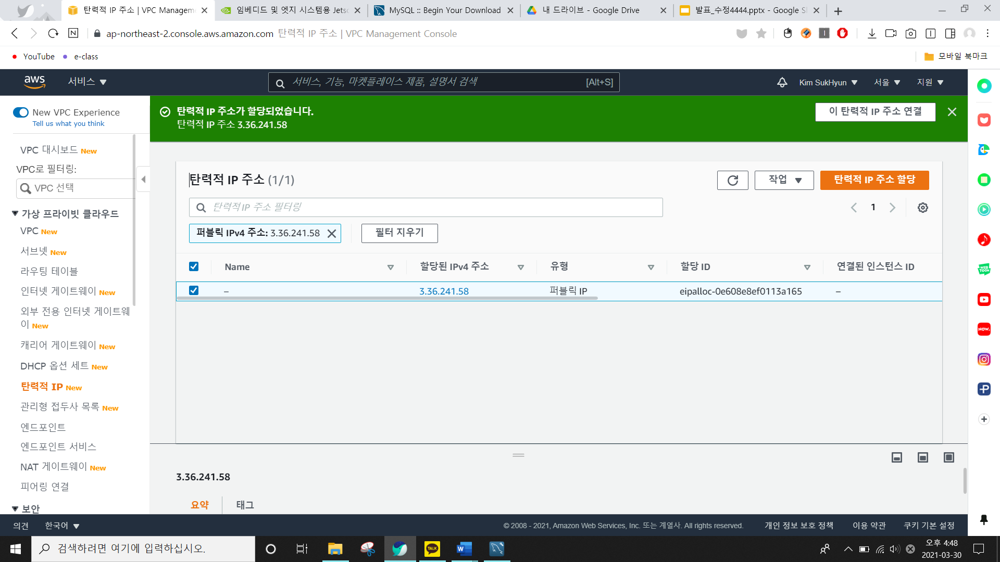 탄력적 IP 주소 | VPC Manageme
임베디드 및 엣지 시스템용 Jetso
MySQL :: Begin Your Download
내 드라이브 - Google Drive
발표_수정4444.pptx - Google Sl
ap-northeast-2.console.aws.amazon.com 탄력적 IP 주소 | VPC Management Console
YouTube
e-class
모바일 북마크
aws
서비스
서비스, 기능, 마켓플레이스 제품, 설명서 검색
[Alt+S]
Kim SukHyun
서울
지원
New VPC Experience
Tell us what you think
탄력적 IP 주소가 할당되었습니다.
탄력적 IP 주소 3.36.241.58
이 탄력적 IP 주소 연결
VPC 대시보드 New
VPC로 필터링:
VPC 선택
가상 프라이빗 클라우드
VPC New
서브넷 New
라우팅 테이블
인터넷 게이트웨이 New
외부 전용 인터넷 게이트웨
이 New
캐리어 게이트웨이 New
DHCP 옵션 세트 New
탄력적 IP New
관리형 접두사 목록 New
엔드포인트
엔드포인트 서비스
NAT 게이트웨이 New
피어링 연결
보안
탄력적 IP 주소 (1/1)
작업
탄력적 IP 주소 할당
탄력적 IP 주소 필터링
1
퍼블릭 IPv4 주소: 3.36.241.58
필터 지우기
Name
할당된 IPv4 주소
유형
할당 ID
연결된 인스턴스 ID
–
3.36.241.58
퍼블릭 IP
eipalloc-0e608e8ef0113a165
–
3.36.241.58
요약
태그
WEB
TOON
NOW.
의견
한국어
© 2008 - 2021, Amazon Web Services, Inc. 또는 계열사. All rights reserved.
개인 정보 보호 정책
이용 약관
쿠키 기본 설정
검색하려면 여기에 입력하십시오.
TALK
오후 4:48
2021-03-30